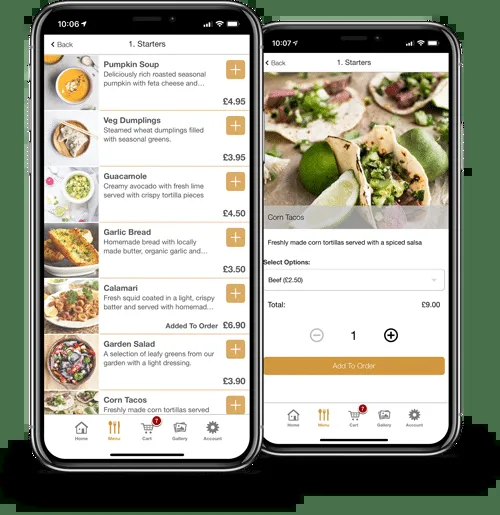 10:06
Back
1. Starters
Pumpkin Soup
Deliciously rich roasted seasonal
pumpkin with feta cheese and...
£4.95
Veg Dumplings
Steamed wheat dumplings filled
with seasonal greens.
£3.95
Guacamole
Creamy avocado with fresh lime
served with crispy tortilla pieces
£4.50
Garlic Bread
Homemade bread with locally
made butter, organic garlic and...
£3.50
Calamari
Fresh squid coated in a light, crispy
batter and served with homemad...
Added To Order £6.90
Garden Salad
A selection of leafy greens from our
garden with a light dressing.
£3.90
Corn Tacos
Freshly made corn tortillas served
7
Home Menu Cart Gallery Account
10:07
Back
1. Starters
Corn Tacos
Freshly made corn tortillas served with a spiced salsa
Select Options:
Beef (£2.50)
Total: £9.00
1
Add To Order
7
Home Menu Cart Gallery Account